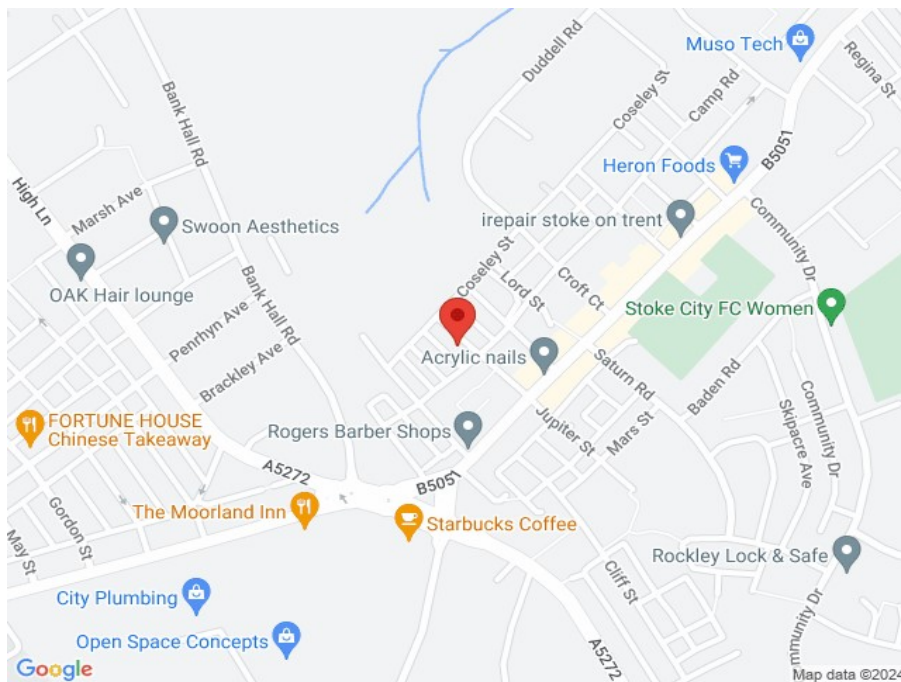 Muso Tech
Regina St
Duddell Rd
Coseley St
Camp Rd
B5051
Heron Foods
Bank Hall Rd
High Ln
Marsh Ave
Swoon Aesthetics
irepair stoke on trent
Community Dr
OAK Hair lounge
Coseley St
Lord St
Croft Ct
Stoke City FC Women
Bank Hall Rd
Penrhyn Ave
Acrylic nails
Saturn Rd
Baden Rd
Brackley Ave
Community Dr
Skipacre Ave
FORTUNE HOUSE
Chinese Takeaway
Rogers Barber Shops
Jupiter St
Mars St
A5272
B5051
The Moorland Inn
Starbucks Coffee
Gordon St
May St
Rockley Lock & Safe
Cliff St
City Plumbing
Open Space Concepts
A5272
mmunity Dr
Google
Map data ©2024